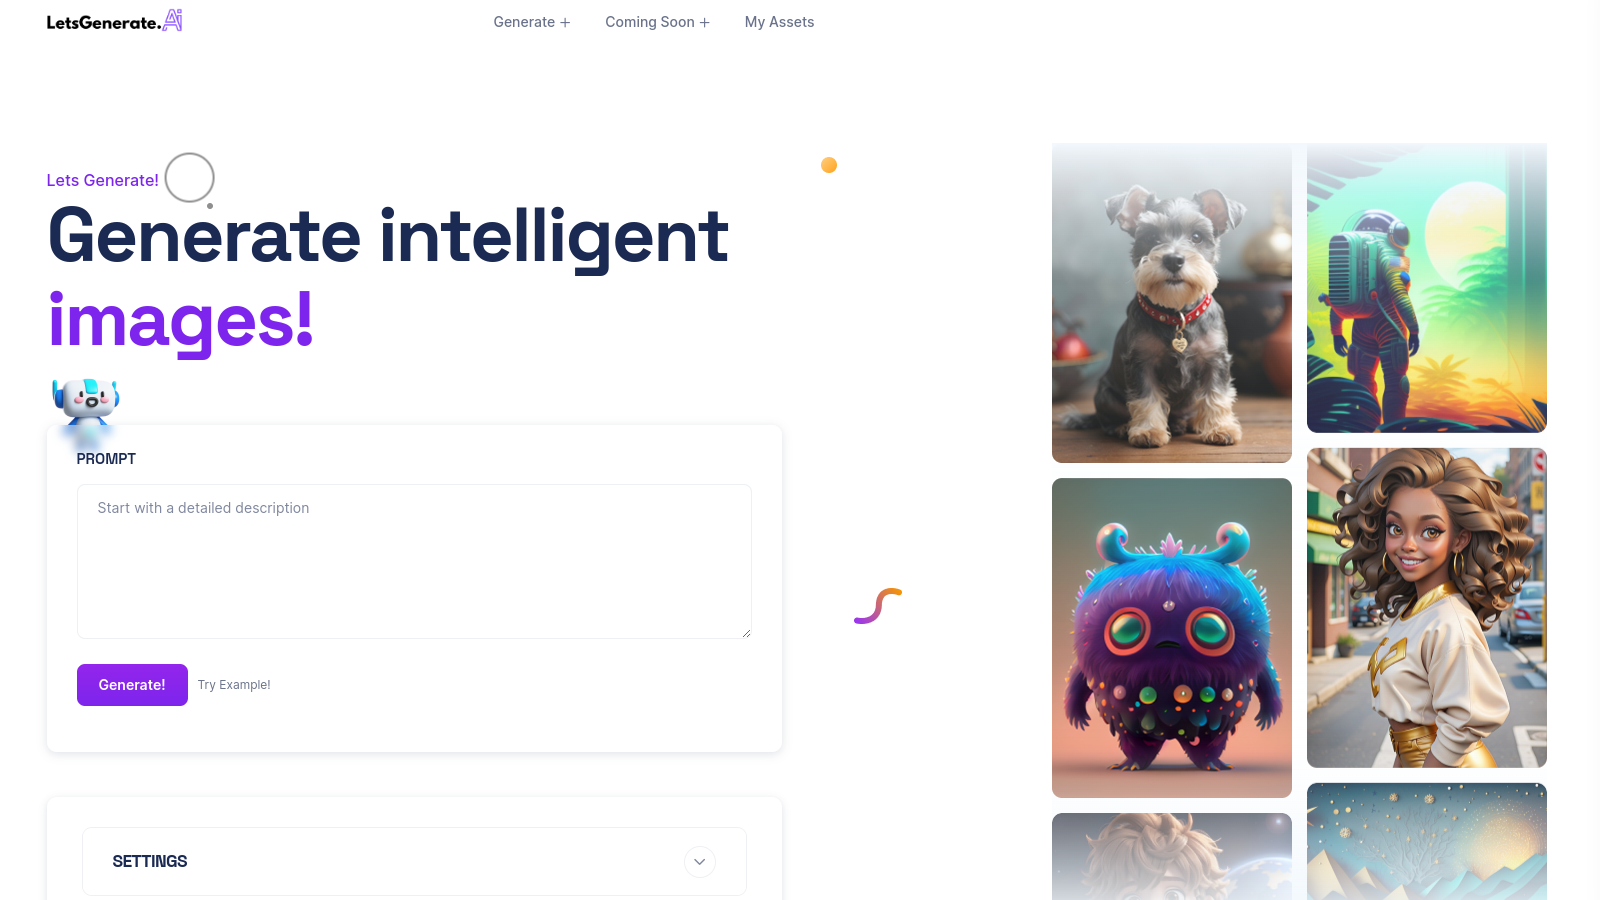 LetsGenerate.Ai
Generate +
Coming Soon +
My Assets
Lets Generate!
Generate intelligent
images!
PROMPT
Start with a detailed description
Generate!
Try Example!
SETTINGS